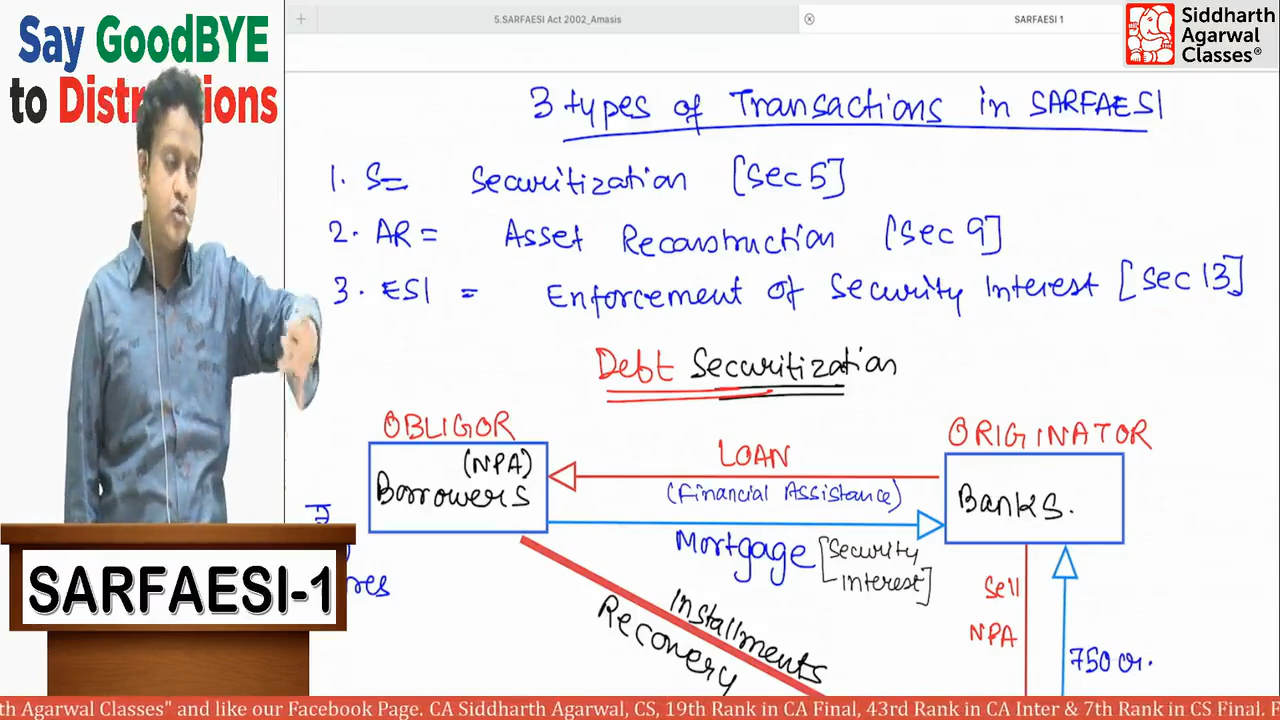 5.SARFAESI Act 2002_Amasis
SARFAESI 1
Siddharth
Agarwal
Classes®
Say GoodBYE
to Distr ions
3 types of Transactions in SARFAESI
1. S= Securitization [Sec 5]
2. AR = Asset Reconstruction [Sec 9]
3. ESI = Enforcement of Security Interest [Sec 13]
Debt Securitization
OBLIGOR
(NPA)
Borrowers
LOAN
(Financial Assistance)
Mortgage [Security
Interest]
ORIGINATOR
Banks.
Sell
NPA
750 cr.
Installments
Recovery
res
SARFAESI-1
th Agarwal Classes" and like our Facebook Page. CA Siddharth Agarwal, CS, 19th Rank in CA Final, 43rd Rank in CA Inter & 7th Rank in CS Final. F